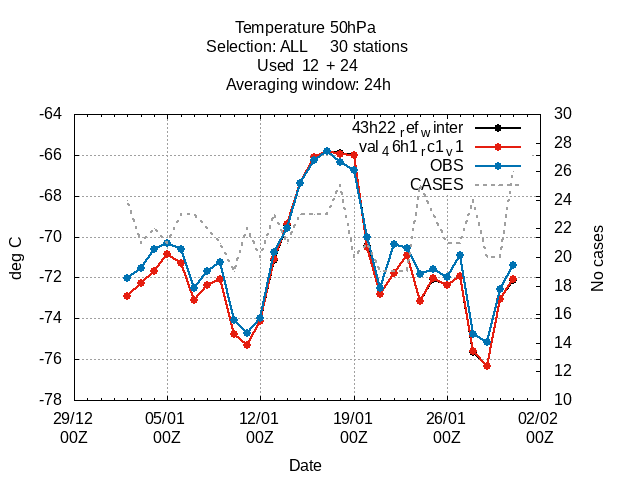 Temperature 50hPa
Selection: ALL 30 stations
Used 12 + 24
Averaging window: 24h
-64 30
43h22refwinter
28
val46h1rc1v1
-66
OBS
26
CASES
-68
24
22
-70
20
-72
18
-74
16
-76
14
12
-78 10
deg C
No cases
29/12 05/01 12/01 19/01 26/01 02/02
00Z 00Z 00Z 00Z 00Z 00Z
Date